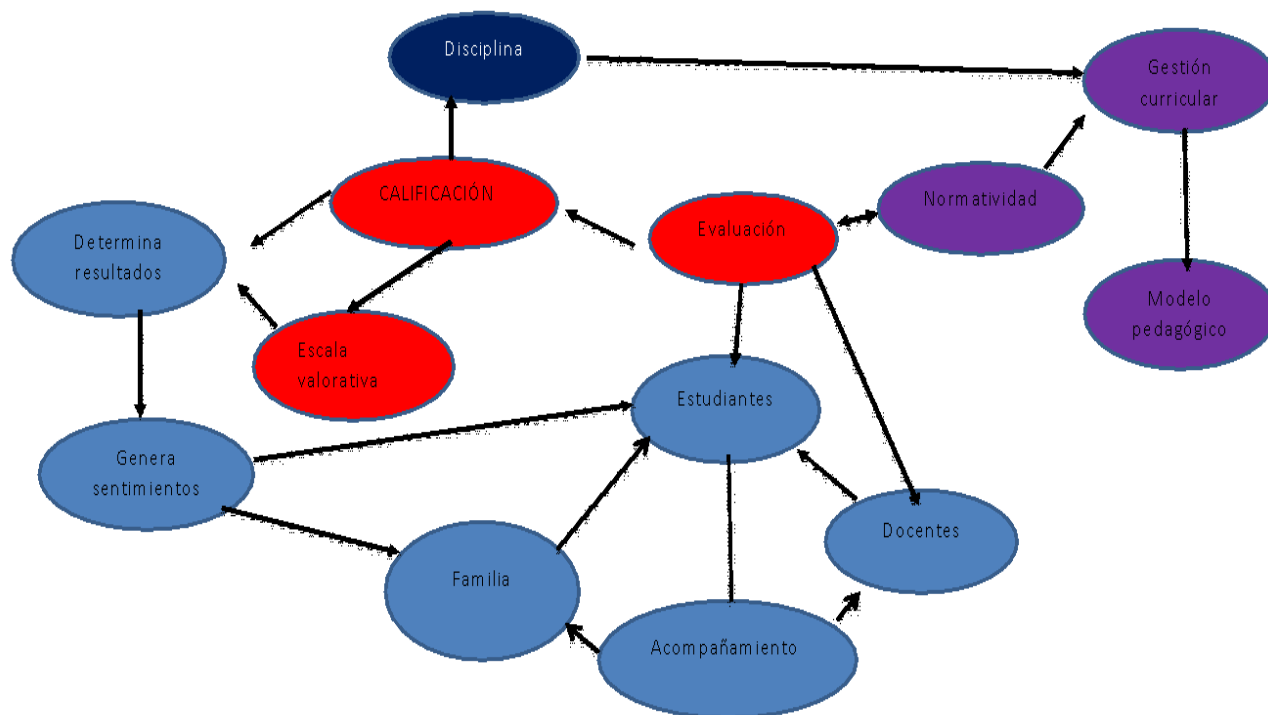 Disciplina
Gestión
curricular
CALIFICACIÓN
Normatividad
Evaluación
Determina
resultados
Modelo
pedagógico
Escala
valorativa
Estudiantes
Genera
sentimientos
Docentes
Familia
Acompañamiento